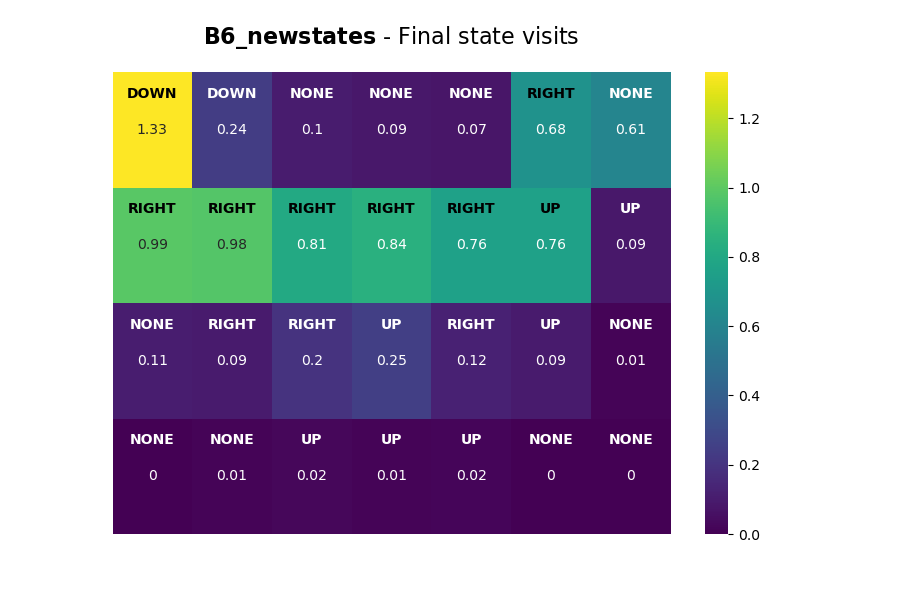 B6_newstates - Final state visits
DOWN DOWN NONE NONE NONE RIGHT NONE
1.33 0.24 0.1 0.09 0.07 0.68 0.61
RIGHT RIGHT RIGHT RIGHT RIGHT UP UP
0.99 0.98 0.81 0.84 0.76 0.76 0.09
NONE RIGHT RIGHT UP RIGHT UP NONE
0.11 0.09 0.2 0.25 0.12 0.09 0.01
NONE NONE UP UP UP NONE NONE
0 0.01 0.02 0.01 0.02 0 0
1.2
1.0
0.8
0.6
0.4
0.2
0.0